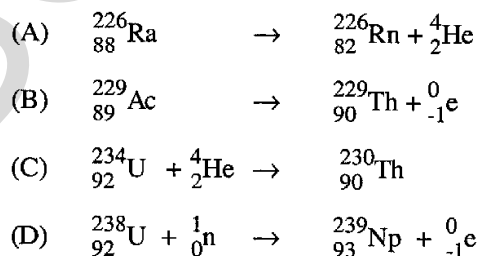 (A) ²²⁶₈₈Ra → ²²⁶₈₂Rn + ⁴₂He
(B) ²²⁹₈₉Ac → ²²⁹₉₀Th + ⁰₋₁e
(C) ²³⁴₉₂U + ⁴₂He → ²³⁰₉₀Th
(D) ²³⁸₉₂U + ¹₀n → ²³⁹₉₃Np + ⁰₋₁e